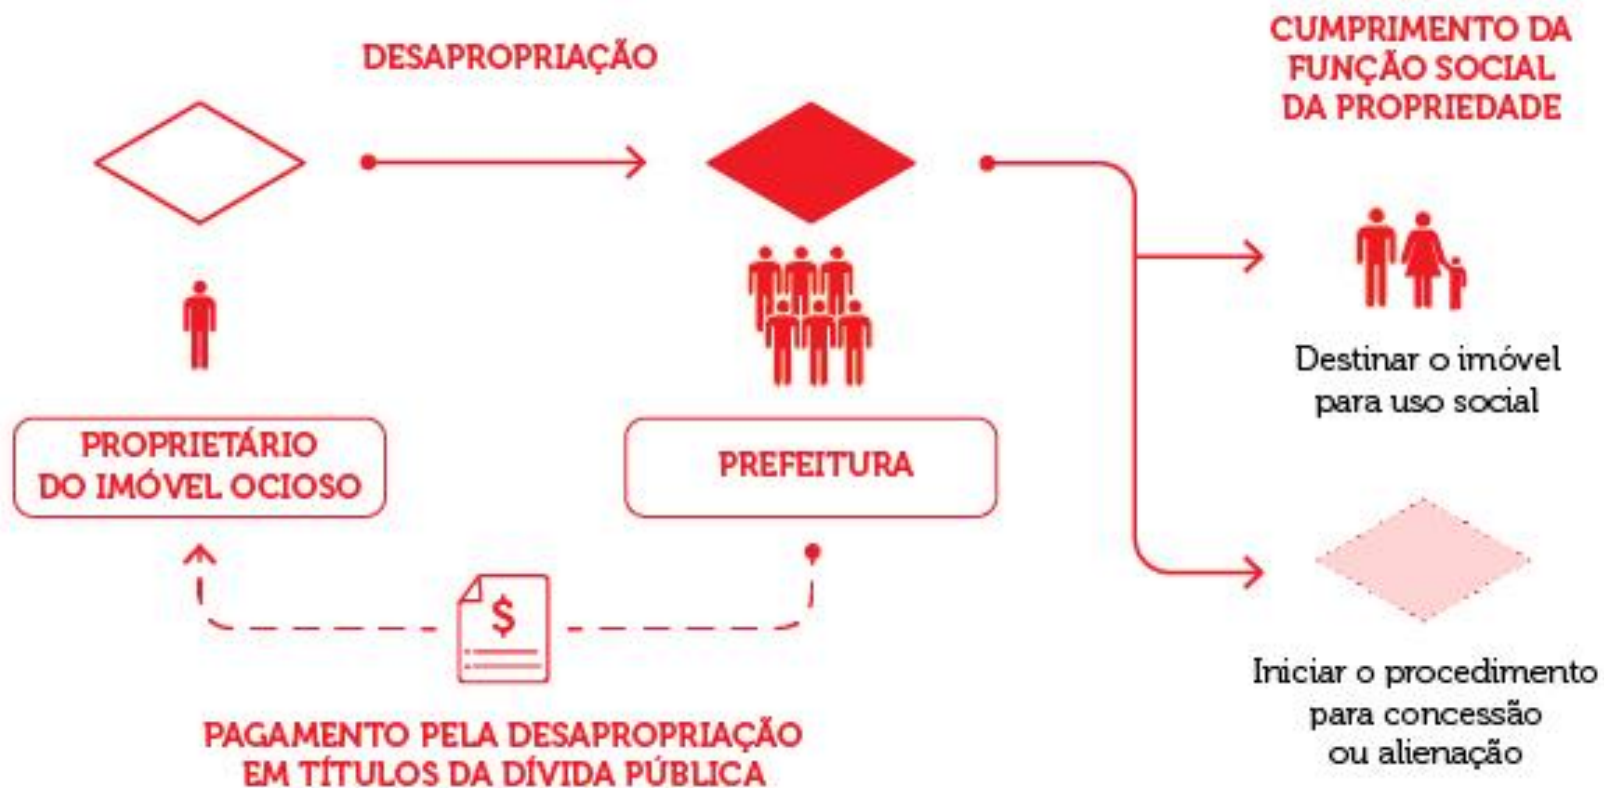 DESAPROPRIAÇÃO
CUMPRIMENTO DA
FUNÇÃO SOCIAL
DA PROPRIEDADE
PROPRIETÁRIO
DO IMÓVEL OCIOSO
PREFEITURA
Destinar o imóvel
para uso social
$
PAGAMENTO PELA DESAPROPRIAÇÃO
EM TÍTULOS DA DÍVIDA PÚBLICA
Iniciar o procedimento
para concessão
ou alienação